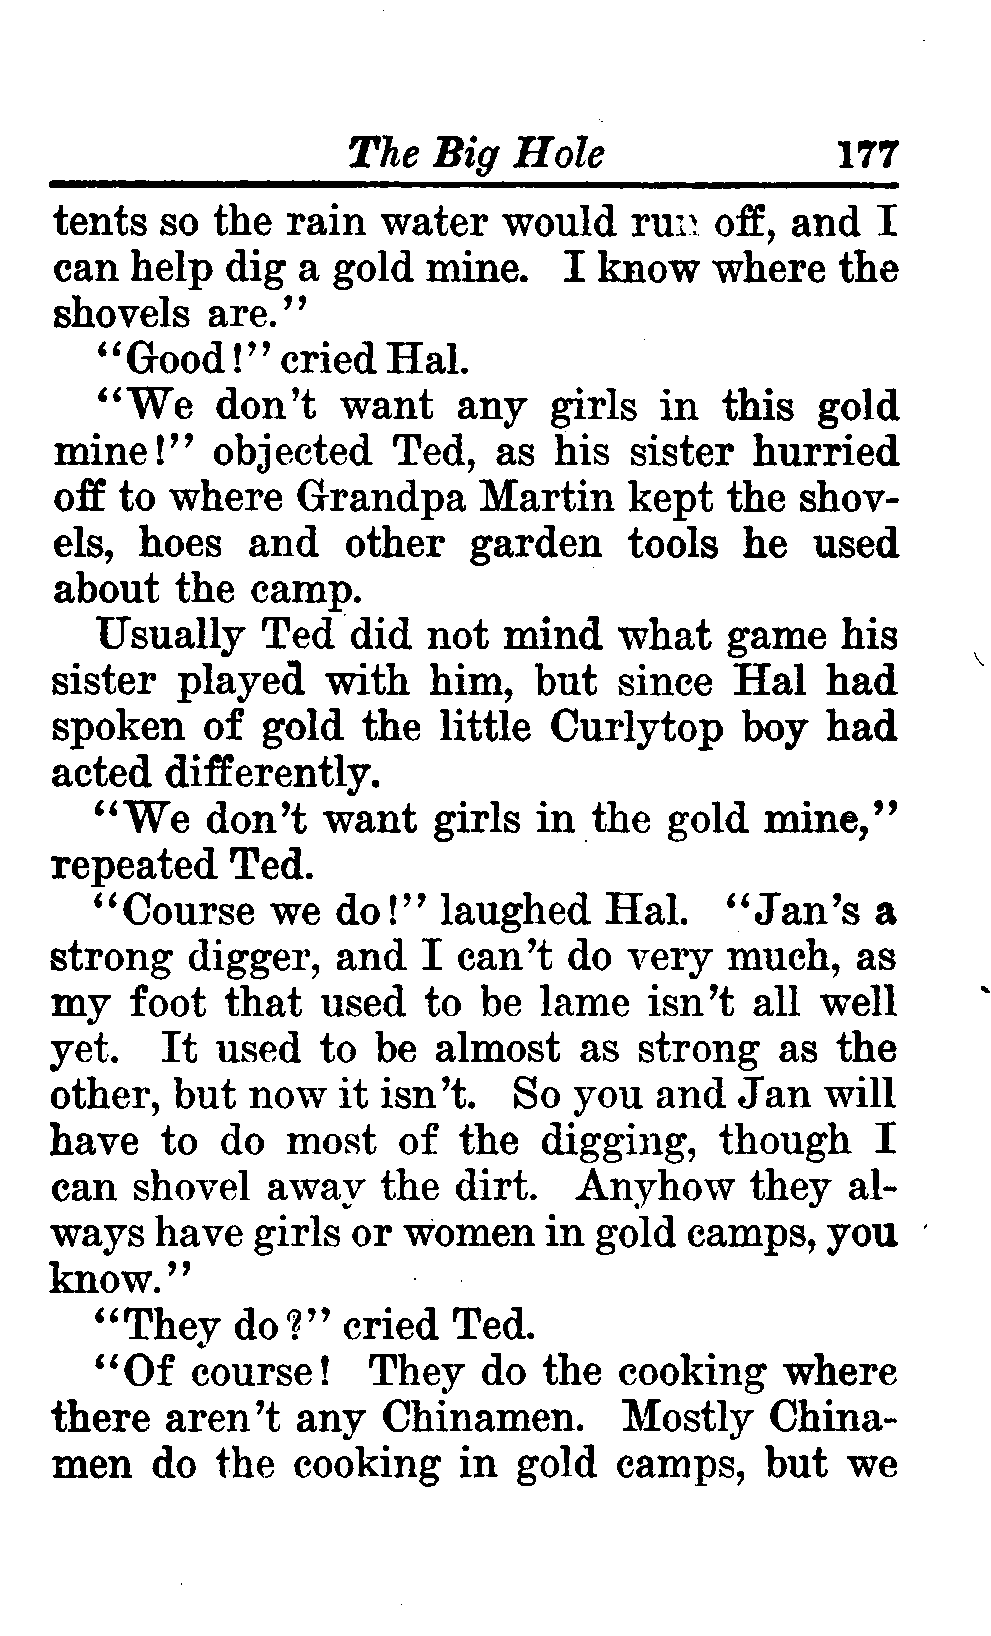 The Big Hole 177
tents so the rain water would run off, and I
can help dig a gold mine. I know where the
shovels are."
"Good!" cried Hal.
"We don't want any girls in this gold
mine!" objected Ted, as his sister hurried
off to where Grandpa Martin kept the shov-
els, hoes and other garden tools he used
about the camp.
Usually Ted did not mind what game his
sister played with him, but since Hal had
spoken of gold the little Curlytop boy had
acted differently.
"We don't want girls in the gold mine,"
repeated Ted.
"Course we do!" laughed Hal. "Jan's a
strong digger, and I can't do very much, as
my foot that used to be lame isn't all well
yet. It used to be almost as strong as the
other, but now it isn't. So you and Jan will
have to do most of the digging, though I
can shovel away the dirt. Anyhow they al-
ways have girls or women in gold camps, you
know."
"They do?" cried Ted.
"Of course! They do the cooking where
there aren't any Chinamen. Mostly China-
men do the cooking in gold camps, but we